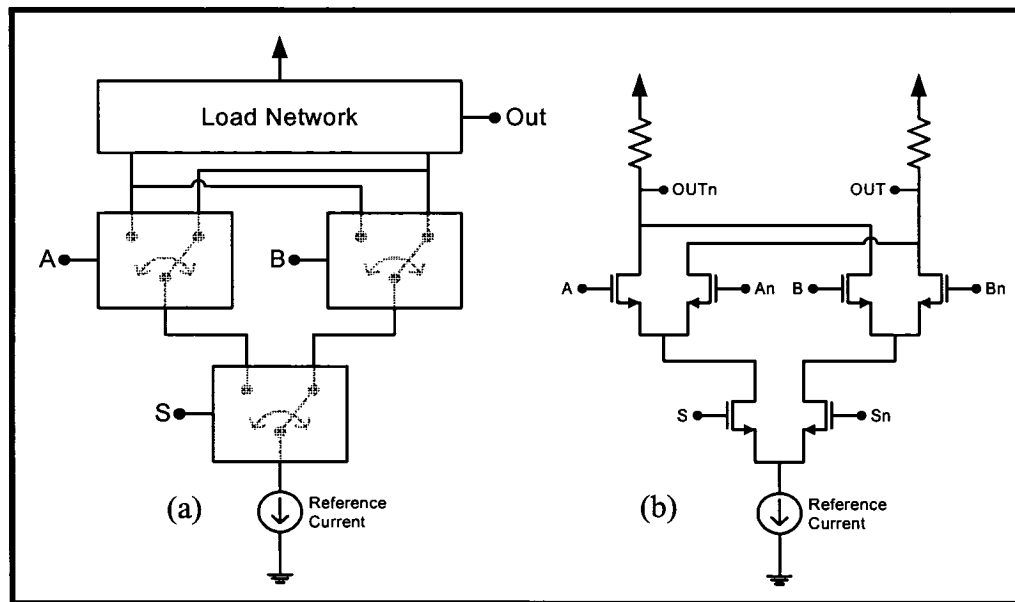 Load Network
Out
A
B
S
Reference
Current
(a)
OUTn
OUT
A
An
B
Bn
S
Sn
Reference
Current
(b)